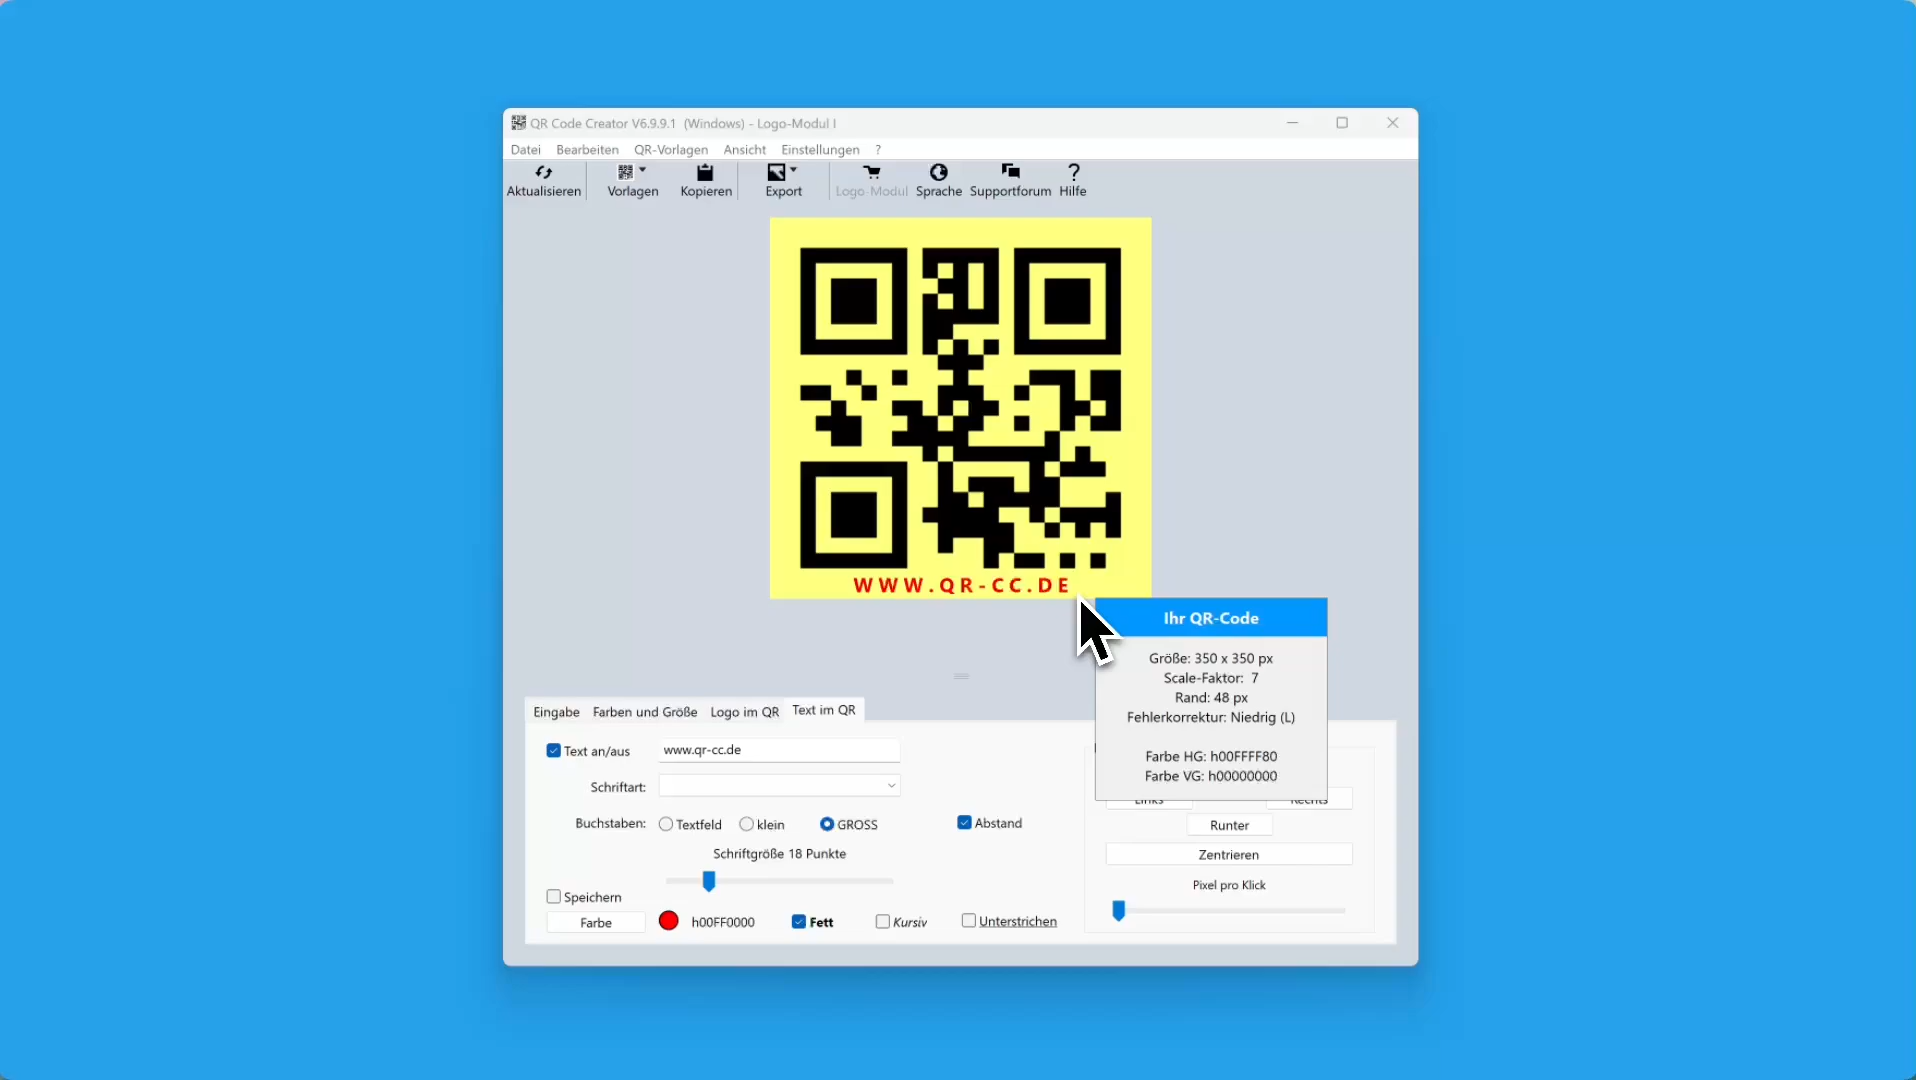 QR Code Creator V6.9.9.1 (Windows) - Logo-Modul I
Datei Bearbeiten QR-Vorlagen Ansicht Einstellungen ?
Aktualisieren Vorlagen Kopieren Export Logo-Modul Sprache Supportforum Hilfe
WWW.QR-CC.DE
Ihr QR-Code
Größe: 350 x 350 px
Scale-Faktor: 7
Rand: 48 px
Fehlerkorrektur: Niedrig (L)
Farbe HG: h00FFFF80
Farbe VG: h00000000
Eingabe Farben und Größe Logo im QR Text im QR
Text an/aus www.qr-cc.de
Schriftart:
Links Rechts
Buchstaben: Textfeld klein GROSS Abstand
Runter
Schriftgröße 18 Punkte
Zentrieren
Pixel pro Klick
Speichern
Farbe h00FF0000 Fett Kursiv Unterstrichen